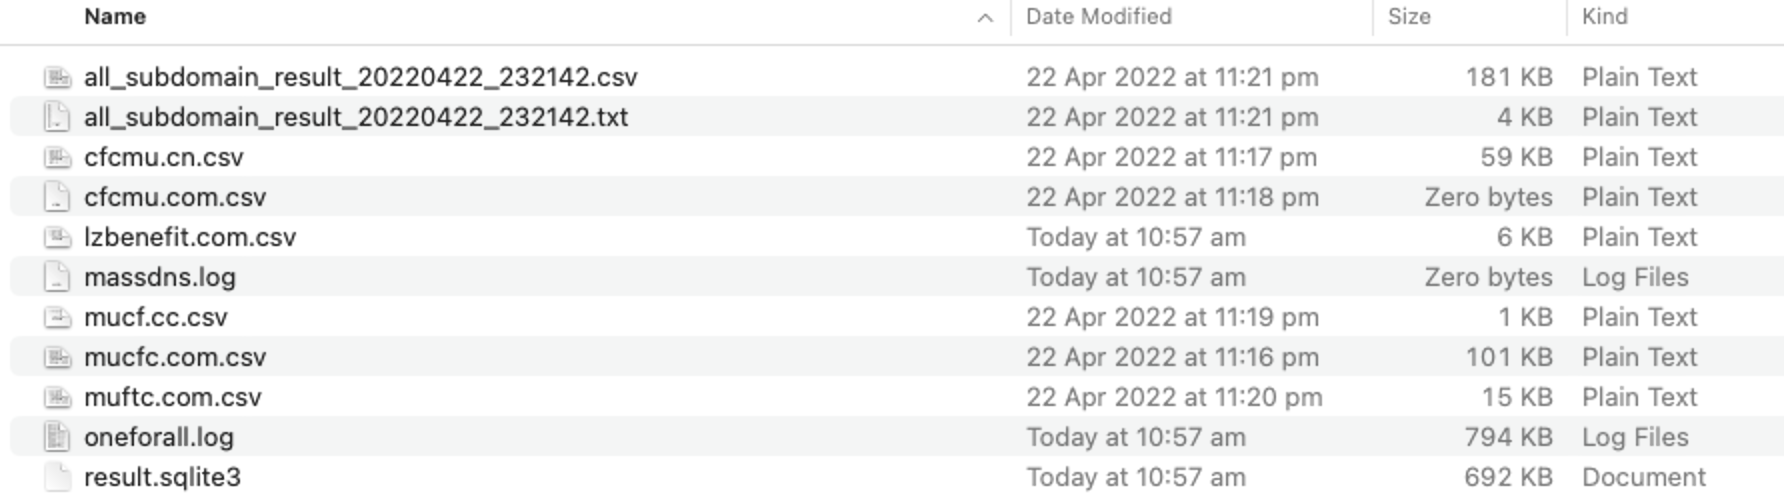 Name Date Modified Size Kind
all_subdomain_result_20220422_232142.csv 22 Apr 2022 at 11:21 pm 181 KB Plain Text
all_subdomain_result_20220422_232142.txt 22 Apr 2022 at 11:21 pm 4 KB Plain Text
cfcmu.cn.csv 22 Apr 2022 at 11:17 pm 59 KB Plain Text
cfcmu.com.csv 22 Apr 2022 at 11:18 pm Zero bytes Plain Text
lzbenefit.com.csv Today at 10:57 am 6 KB Plain Text
massdns.log Today at 10:57 am Zero bytes Log Files
mucf.cc.csv 22 Apr 2022 at 11:19 pm 1 KB Plain Text
mucfc.com.csv 22 Apr 2022 at 11:16 pm 101 KB Plain Text
muftc.com.csv 22 Apr 2022 at 11:20 pm 15 KB Plain Text
oneforall.log Today at 10:57 am 794 KB Log Files
result.sqlite3 Today at 10:57 am 692 KB Document